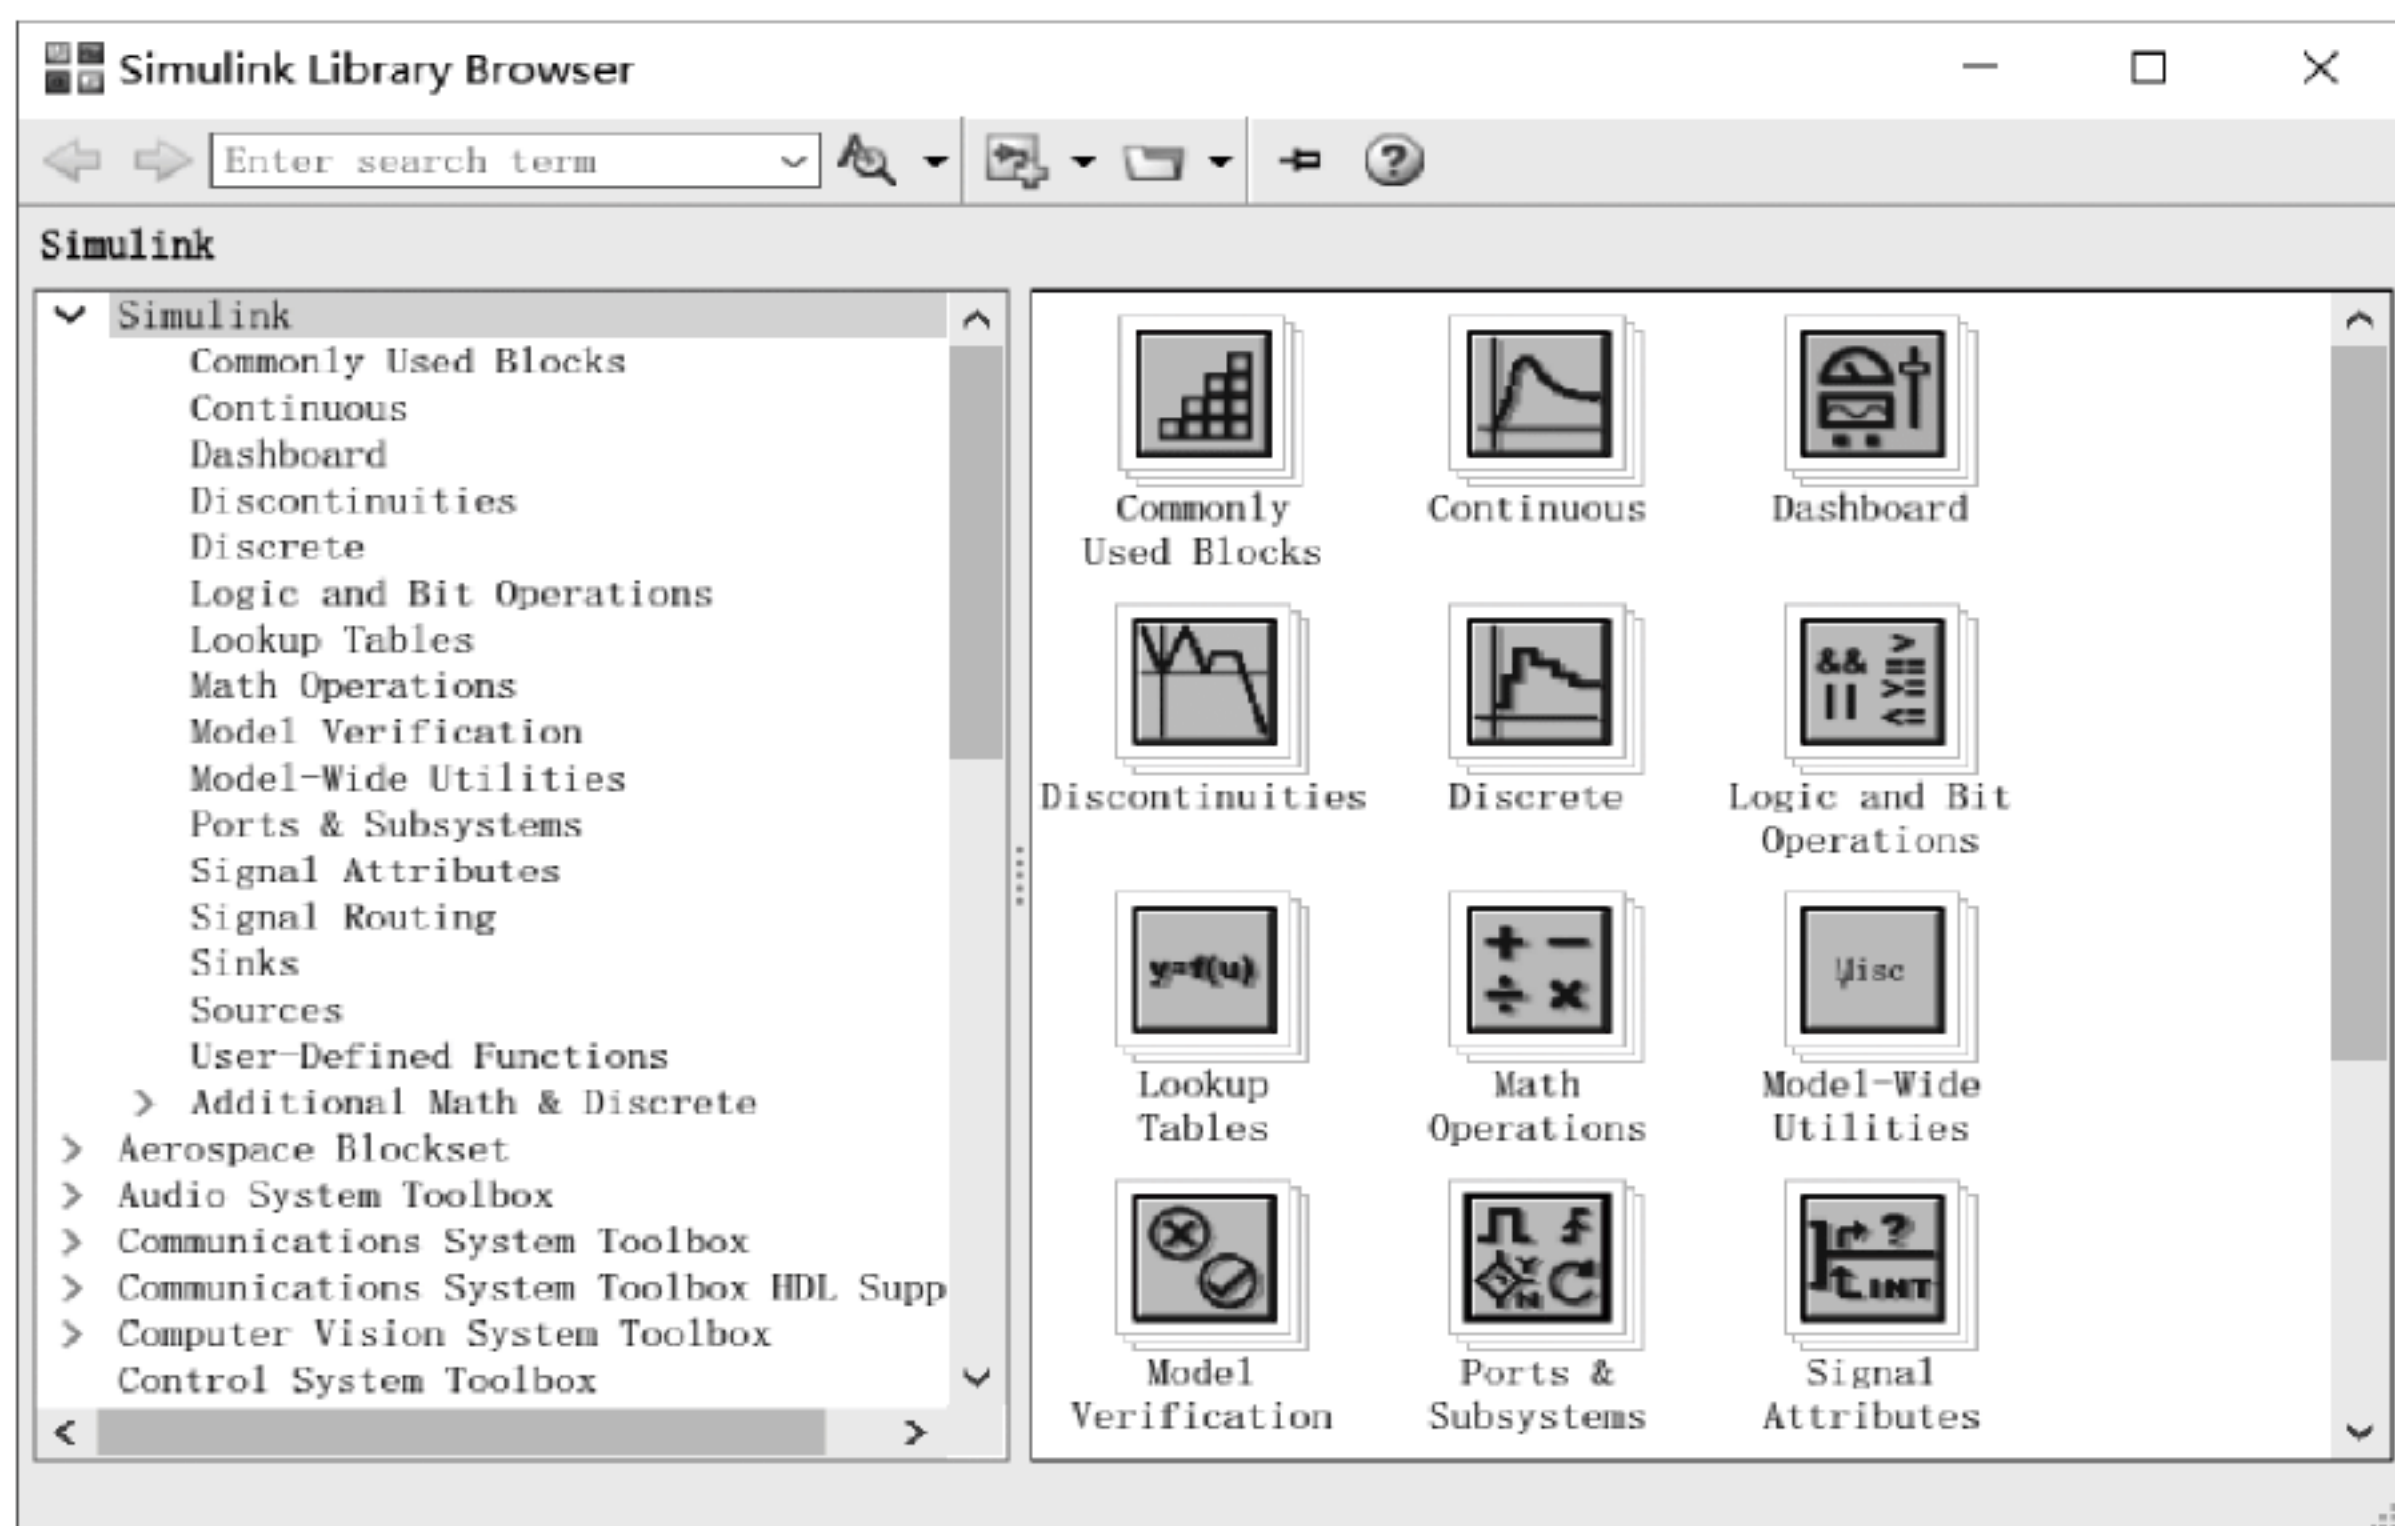 Simulink Library Browser
Enter search term
Simulink
Simulink
Commonly Used Blocks
Continuous
Dashboard
Discontinuities
Discrete
Logic and Bit Operations
Lookup Tables
Math Operations
Model Verification
Model-Wide Utilities
Ports & Subsystems
Signal Attributes
Signal Routing
Sinks
Sources
User-Defined Functions
Additional Math & Discrete
Aerospace Blockset
Audio System Toolbox
Communications System Toolbox
Communications System Toolbox HDL Supp
Computer Vision System Toolbox
Control System Toolbox
Commonly
Used Blocks
Continuous
Dashboard
Discontinuities
Discrete
&& >
==
|| >=
<=
Logic and Bit
Operations
y=f(u)
Lookup
Tables
+ −
÷ ×
Math
Operations
Misc
Model-Wide
Utilities
Model
Verification
Y
N
Ports &
Subsystems
?
INT
Signal
Attributes